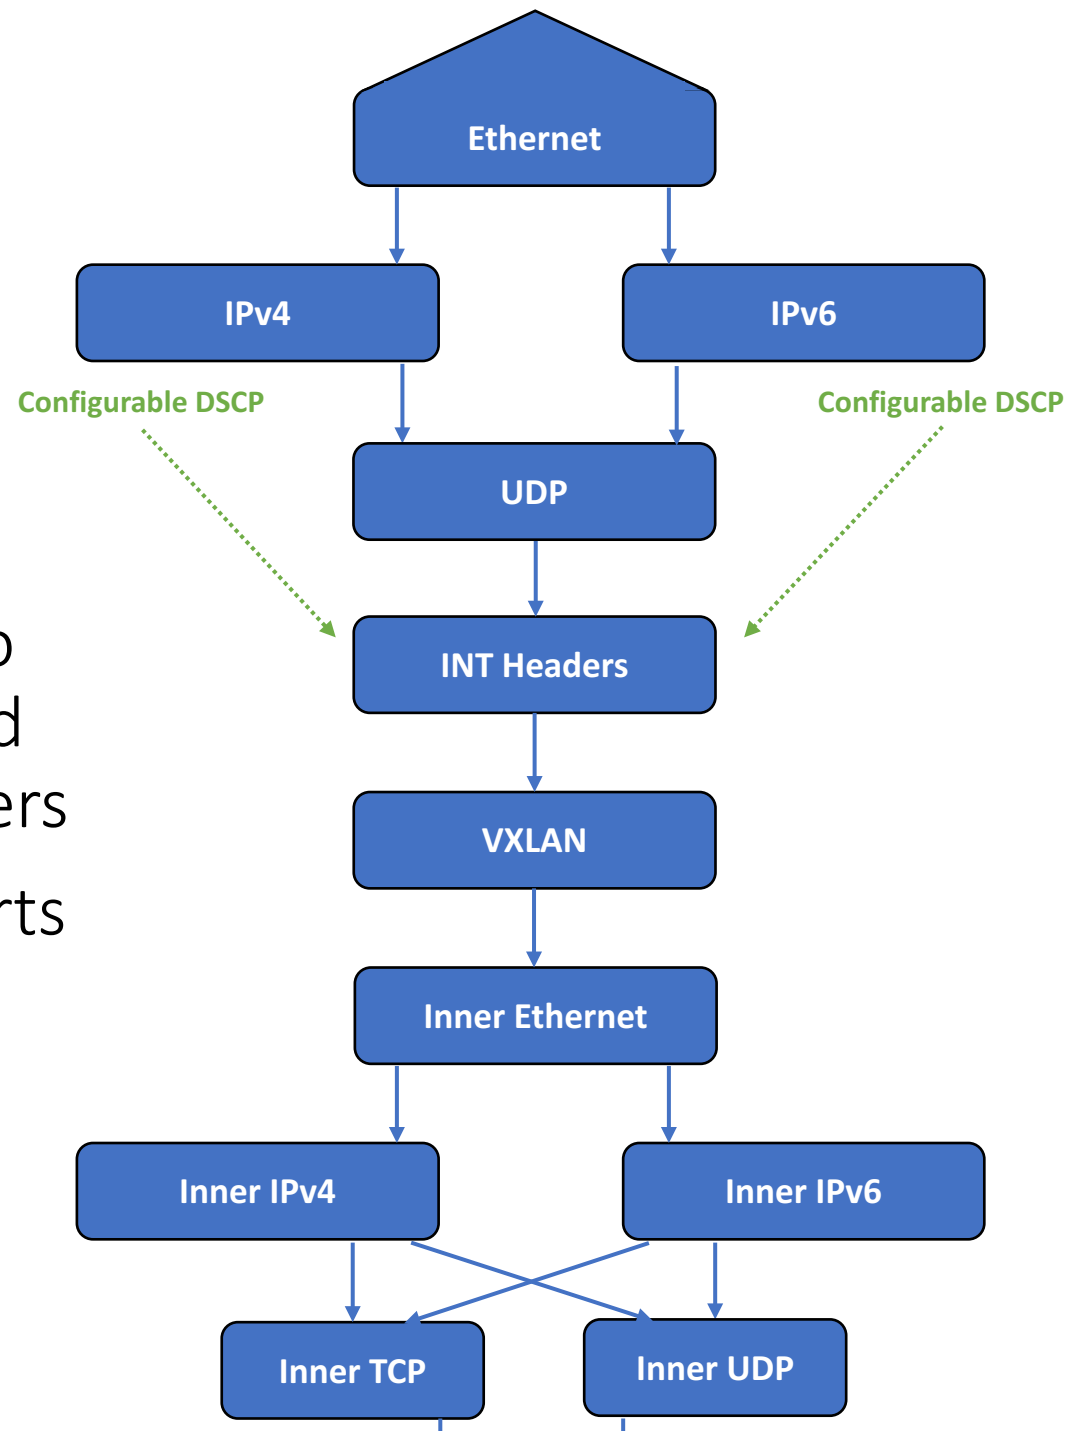 Ethernet
IPv4
IPv6
Configurable DSCP
Configurable DSCP
UDP
INT Headers
VXLAN
Inner Ethernet
Inner IPv4
Inner IPv6
Inner TCP
Inner UDP